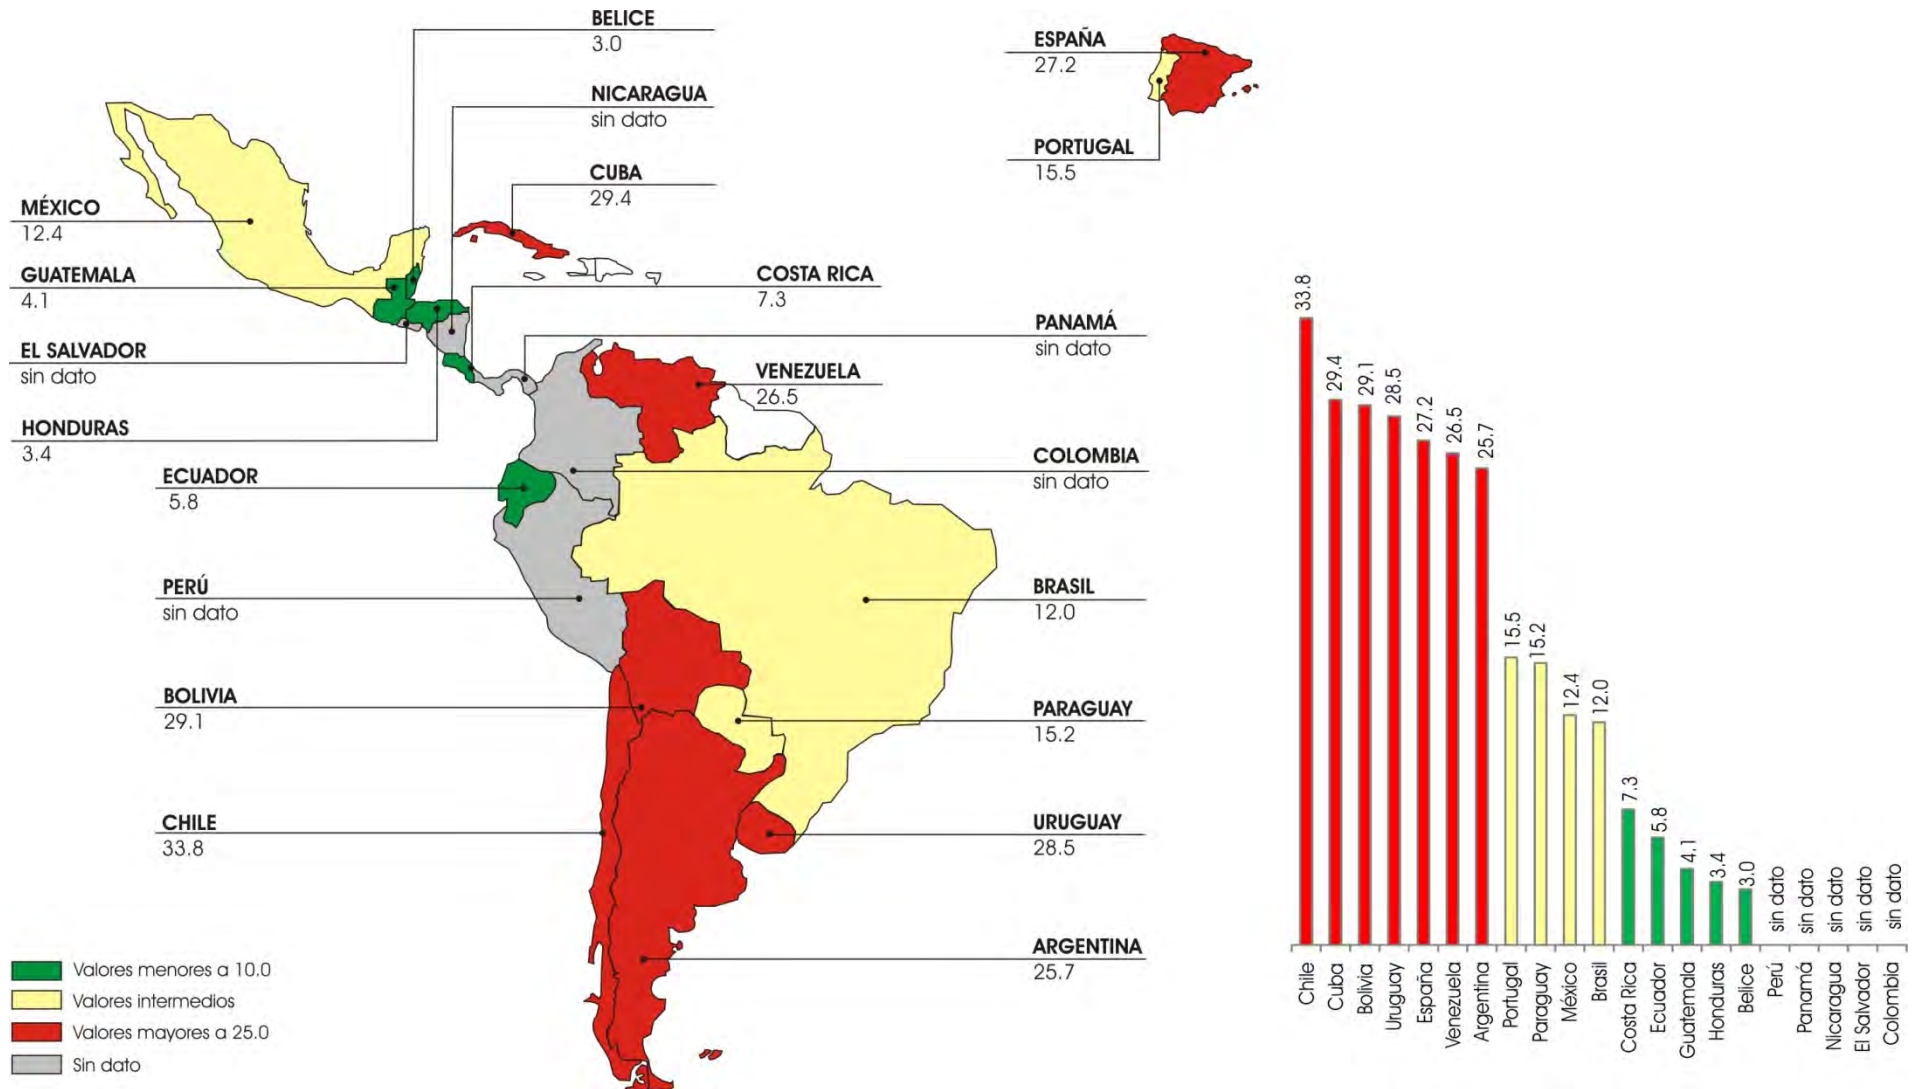 BELICE
3.0
NICARAGUA
sin dato
CUBA
29.4
ESPAÑA
27.2
PORTUGAL
15.5
MÉXICO
12.4
GUATEMALA
4.1
EL SALVADOR
sin dato
HONDURAS
3.4
COSTA RICA
7.3
PANAMÁ
sin dato
VENEZUELA
26.5
COLOMBIA
sin dato
ECUADOR
5.8
PERÚ
sin dato
BRASIL
12.0
BOLIVIA
29.1
PARAGUAY
15.2
CHILE
33.8
URUGUAY
28.5
ARGENTINA
25.7
Valores menores a 10.0
Valores intermedios
Valores mayores a 25.0
Sin dato
33.8
29.4
29.1
28.5
27.2
26.5
25.7
15.5
15.2
12.4
12.0
7.3
5.8
4.1
3.4
3.0
sin dato
sin dato
sin dato
sin dato
sin dato
Chile
Cuba
Bolivia
Uruguay
España
Venezuela
Argentina
Portugal
Paraguay
México
Brasil
Costa Rica
Ecuador
Guatemala
Honduras
Belice
Perú
Panamá
Nicaragua
El Salvador
Colombia